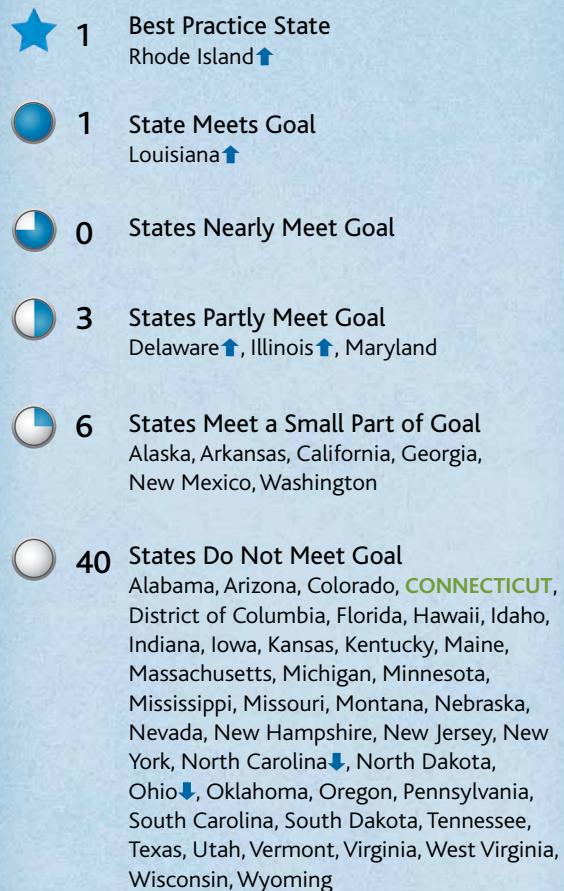 1 Best Practice State
Rhode Island⬆
1 State Meets Goal
Louisiana⬆
0 States Nearly Meet Goal
3 States Partly Meet Goal
Delaware⬆, Illinois⬆, Maryland
6 States Meet a Small Part of Goal
Alaska, Arkansas, California, Georgia,
New Mexico, Washington
40 States Do Not Meet Goal
Alabama, Arizona, Colorado, CONNECTICUT,
District of Columbia, Florida, Hawaii, Idaho,
Indiana, Iowa, Kansas, Kentucky, Maine,
Massachusetts, Michigan, Minnesota,
Mississippi, Missouri, Montana, Nebraska,
Nevada, New Hampshire, New Jersey, New
York, North Carolina⬇, North Dakota,
Ohio⬇, Oklahoma, Oregon, Pennsylvania,
South Carolina, South Dakota, Tennessee,
Texas, Utah, Vermont, Virginia, West Virginia,
Wisconsin, Wyoming